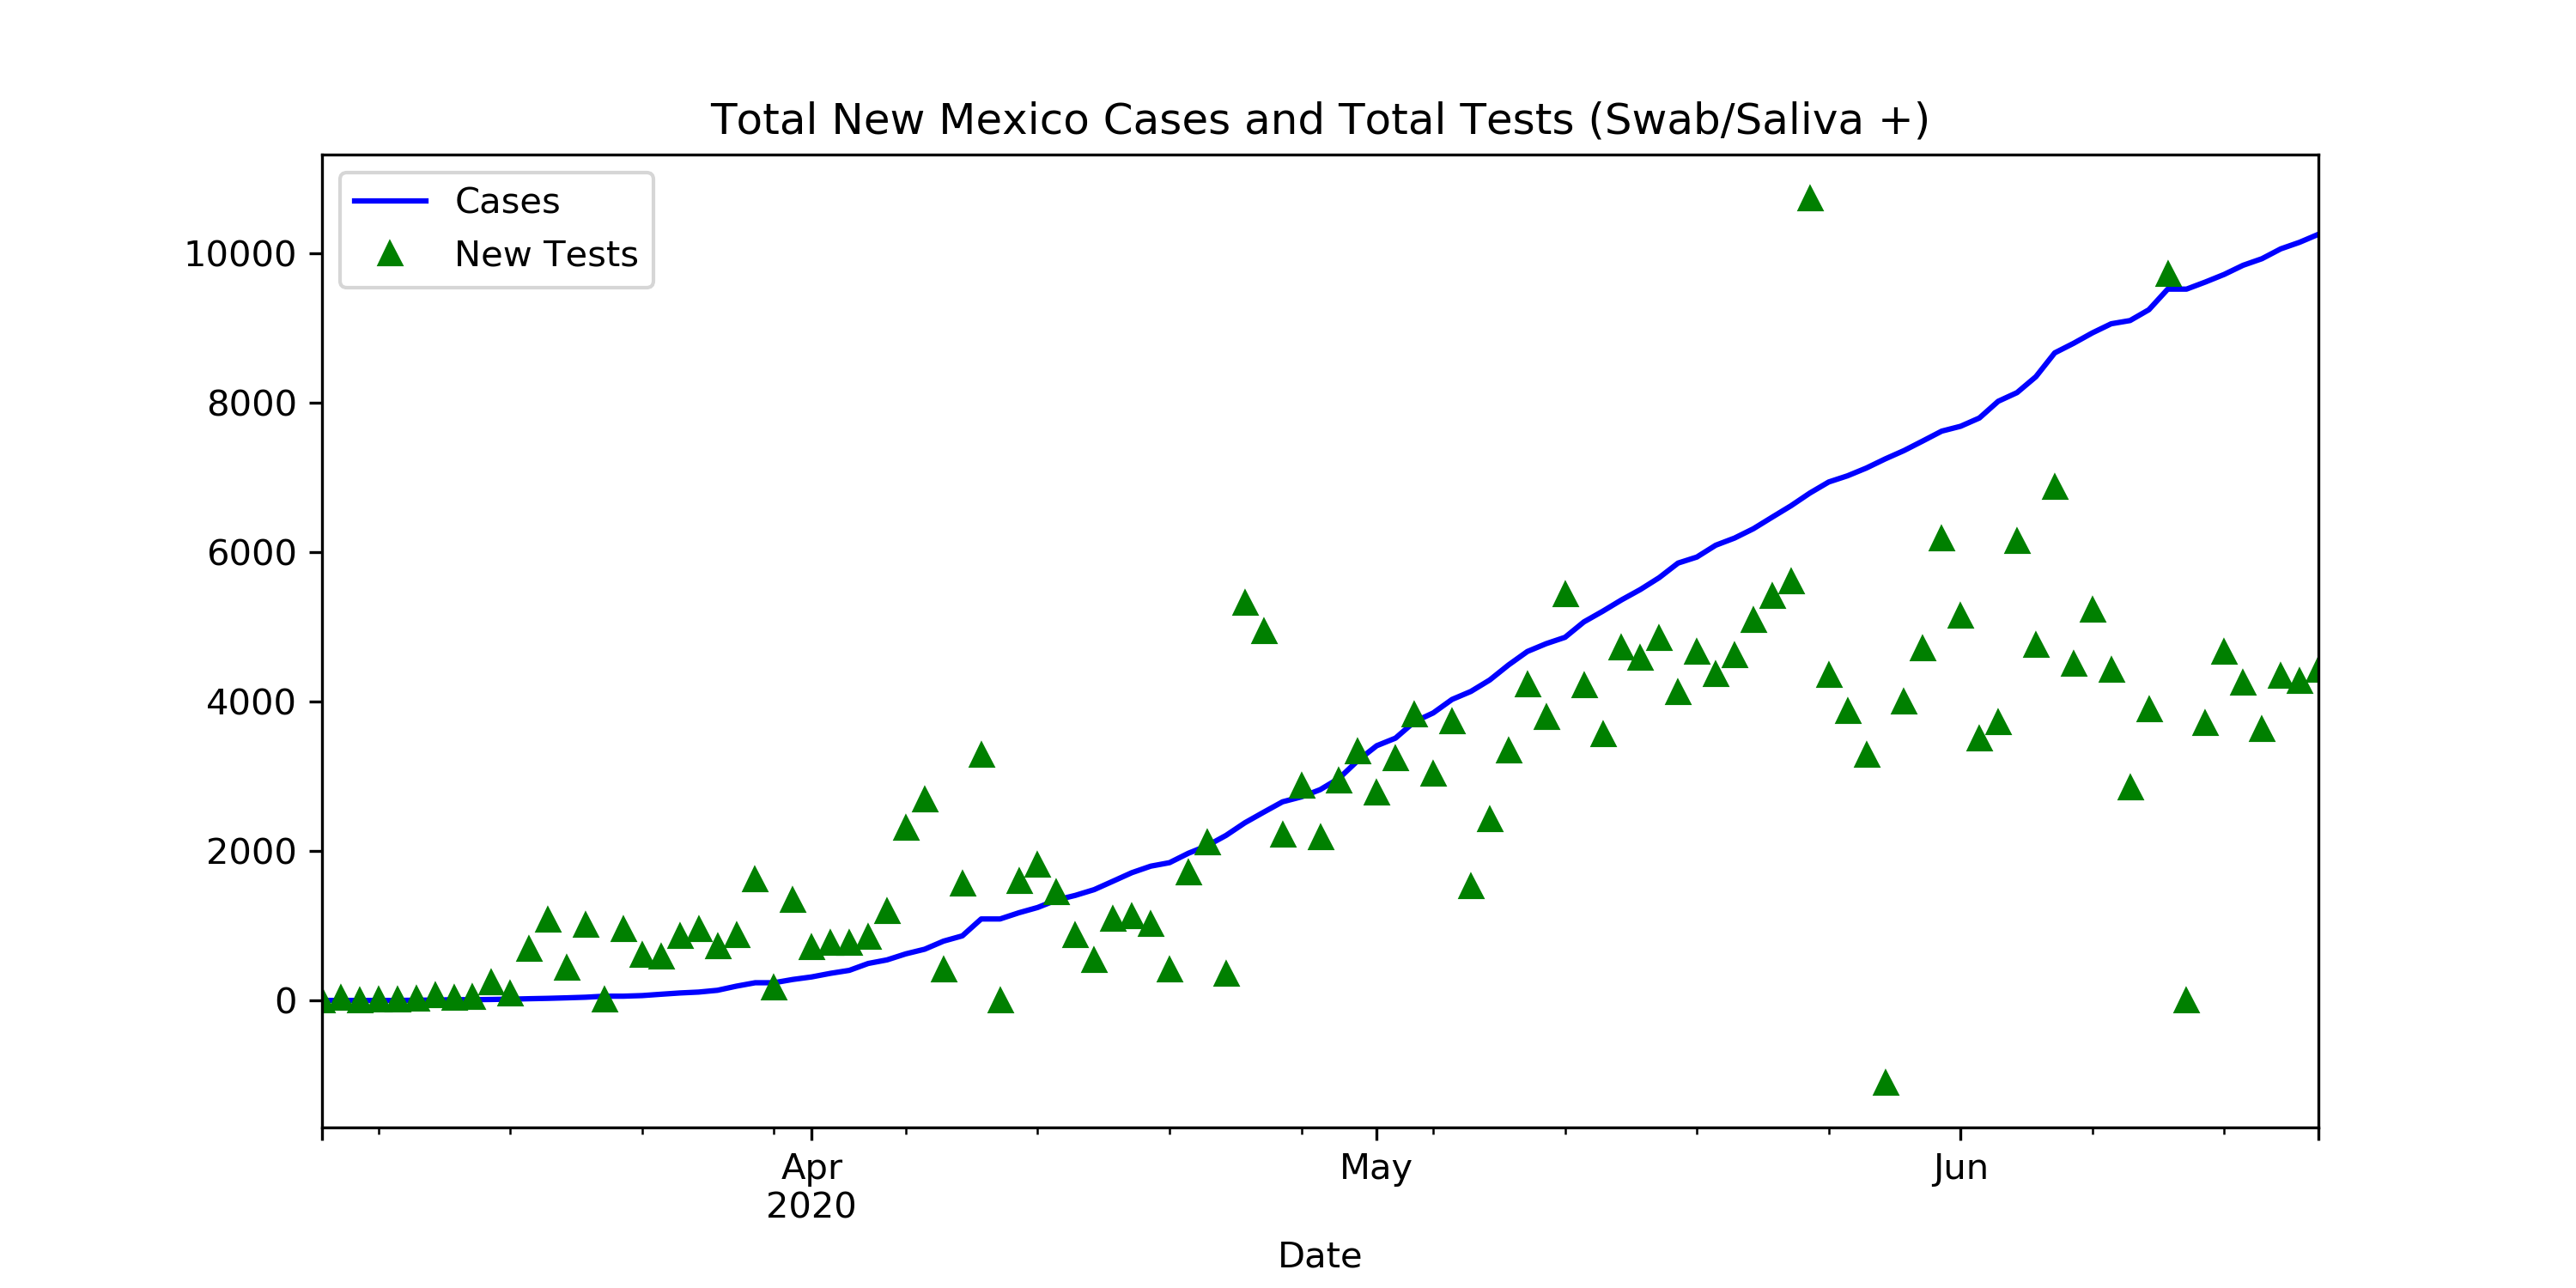 Total New Mexico Cases and Total Tests (Swab/Saliva +)
Cases
New Tests
10000
8000
6000
4000
2000
0
Apr
2020
May
Jun
Date